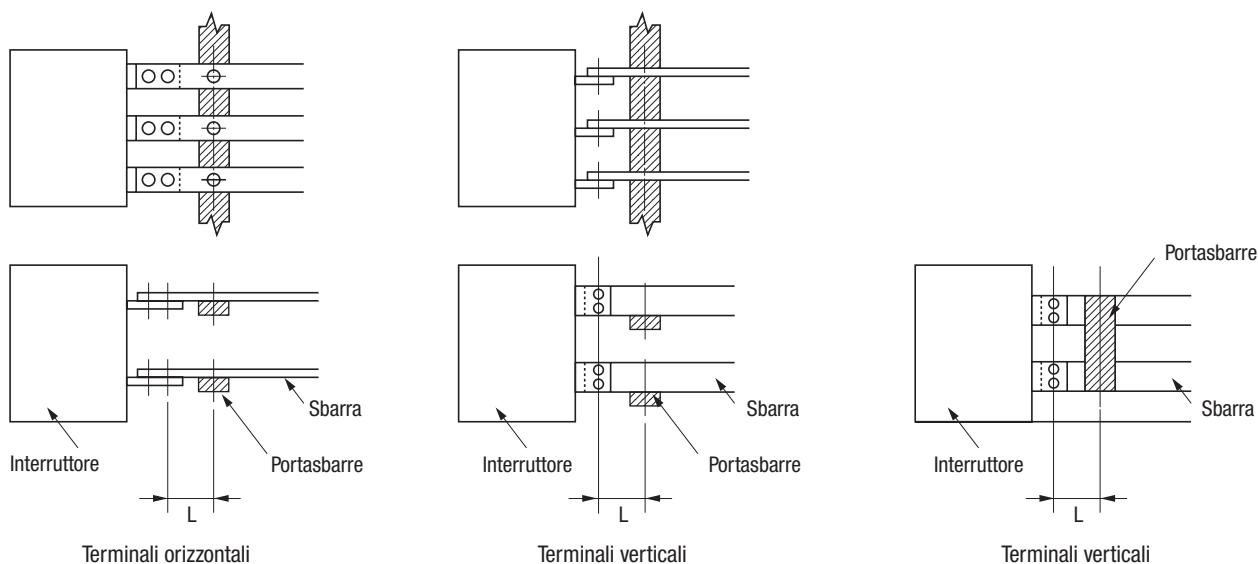 Portasbarre
Sbarra
Interruttore
Portasbarre
L
Terminali orizzontali
Sbarra
Interruttore
Portasbarre
L
Terminali verticali
Sbarra
Interruttore
L
Terminali verticali